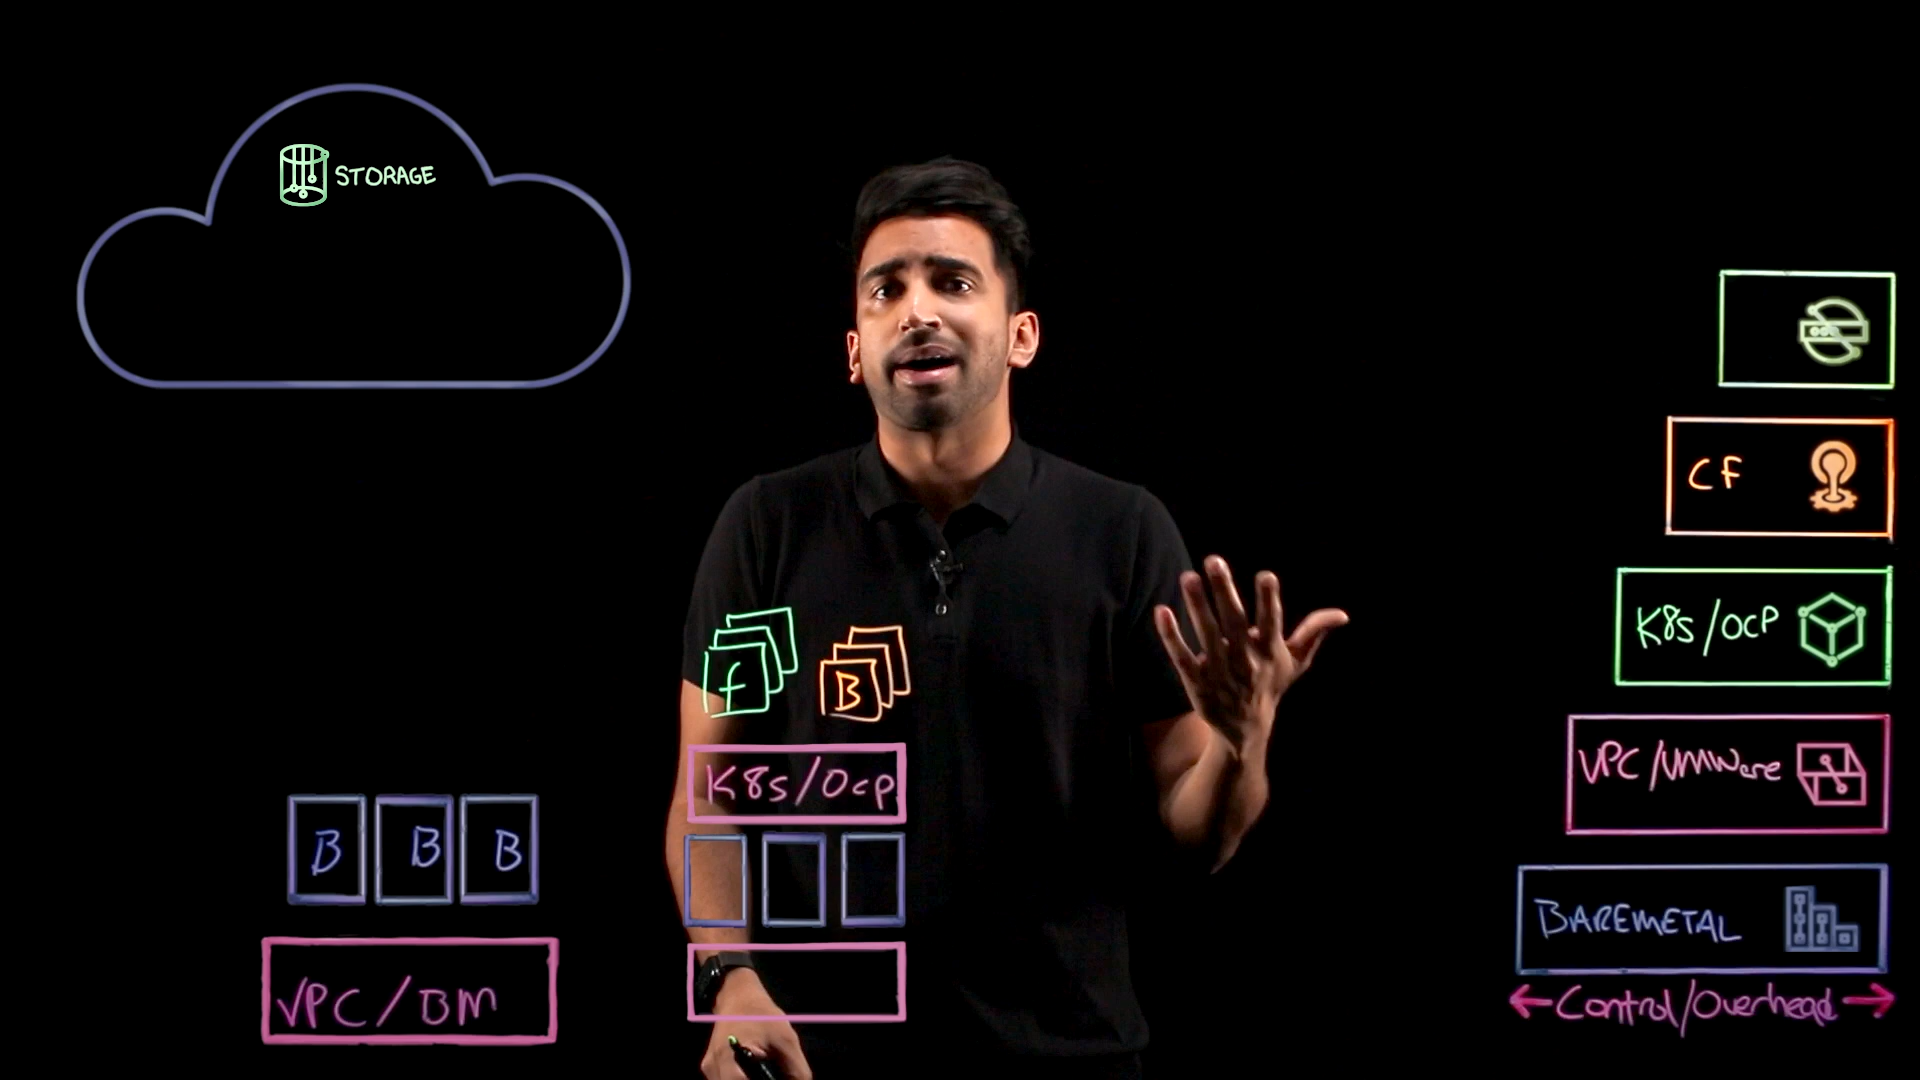 STORAGE
CF
K8s/OCP
f
B
VPC/VMWare
K8s/OCP
B
B
B
BAREMETAL
VPC/BM
Control/Overhead